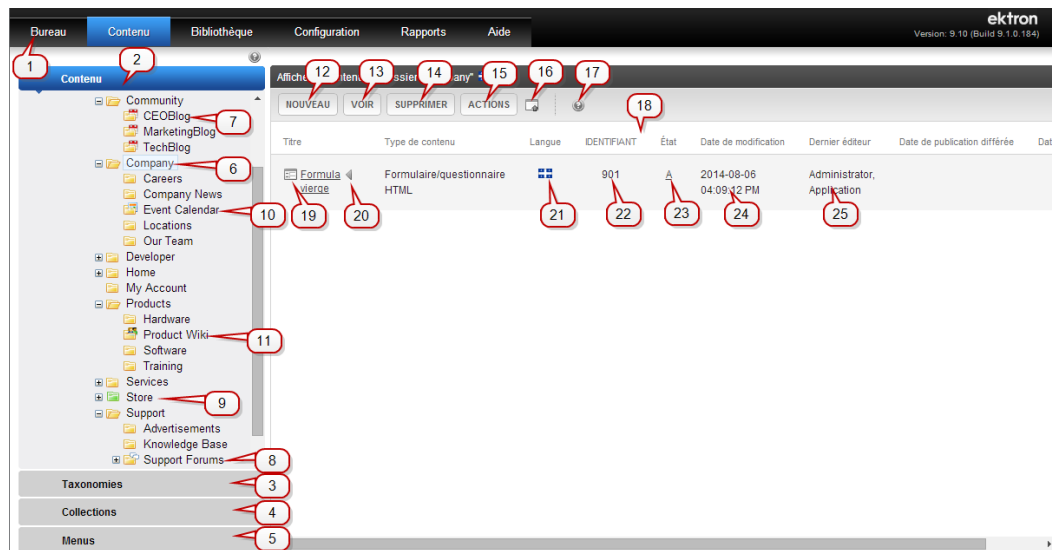 Bureau Contenu Bibliothèque Configuration Rapports Aide
ektron
Version: 9.10 (Build 9.1.0.184)
1
2
Contenu
Community
CEOBlog
7
MarketingBlog
TechBlog
Company
6
Careers
Company News
Event Calendar
10
Locations
Our Team
Developer
Home
My Account
Products
Hardware
Product Wiki
11
Software
Training
Services
Store
9
Support
Advertisements
Knowledge Base
Support Forums
8
Taxonomies
3
Collections
4
Menus
5
12 13 14 15 16 17
NOUVEAU VOIR SUPPRIMER ACTIONS
18
Titre Type de contenu Langue IDENTIFIANT État Date de modification Dernier éditeur Date de publication différée Dat
Formula Formulaire/questionnaire 901 A 2014-08-06 Administrator,
vierge HTML 04:09:12 PM Application
19 20 21 22 23 24 25